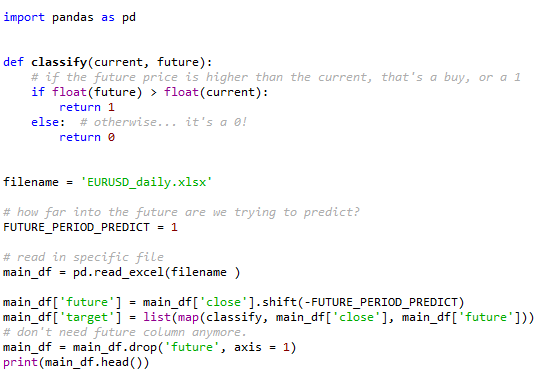 import pandas as pd
def classify(current, future):
    # if the future price is higher than the current, that's a buy, or a 1
    if float(future) > float(current):
        return 1
    else:  # otherwise... it's a 0!
        return 0
filename = 'EURUSD_daily.xlsx'
# how far into the future are we trying to predict?
FUTURE_PERIOD_PREDICT = 1
# read in specific file
main_df = pd.read_excel(filename )
main_df['future'] = main_df['close'].shift(-FUTURE_PERIOD_PREDICT)
main_df['target'] = list(map(classify, main_df['close'], main_df['future']))
# don't need future column anymore.
main_df = main_df.drop('future', axis = 1)
print(main_df.head())